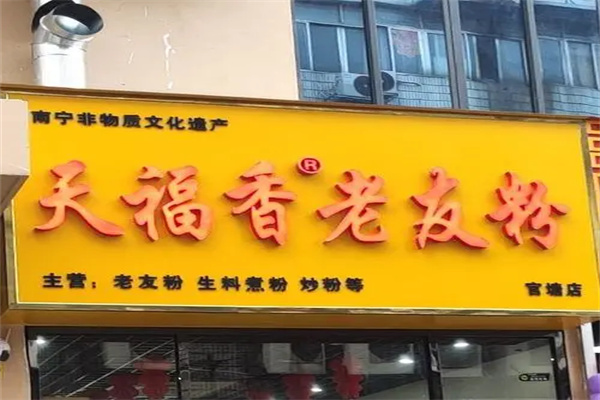 南宁非物质文化遗产
天福香®老友粉
主营：老友粉 生料煮粉 炒粉等
官塘店